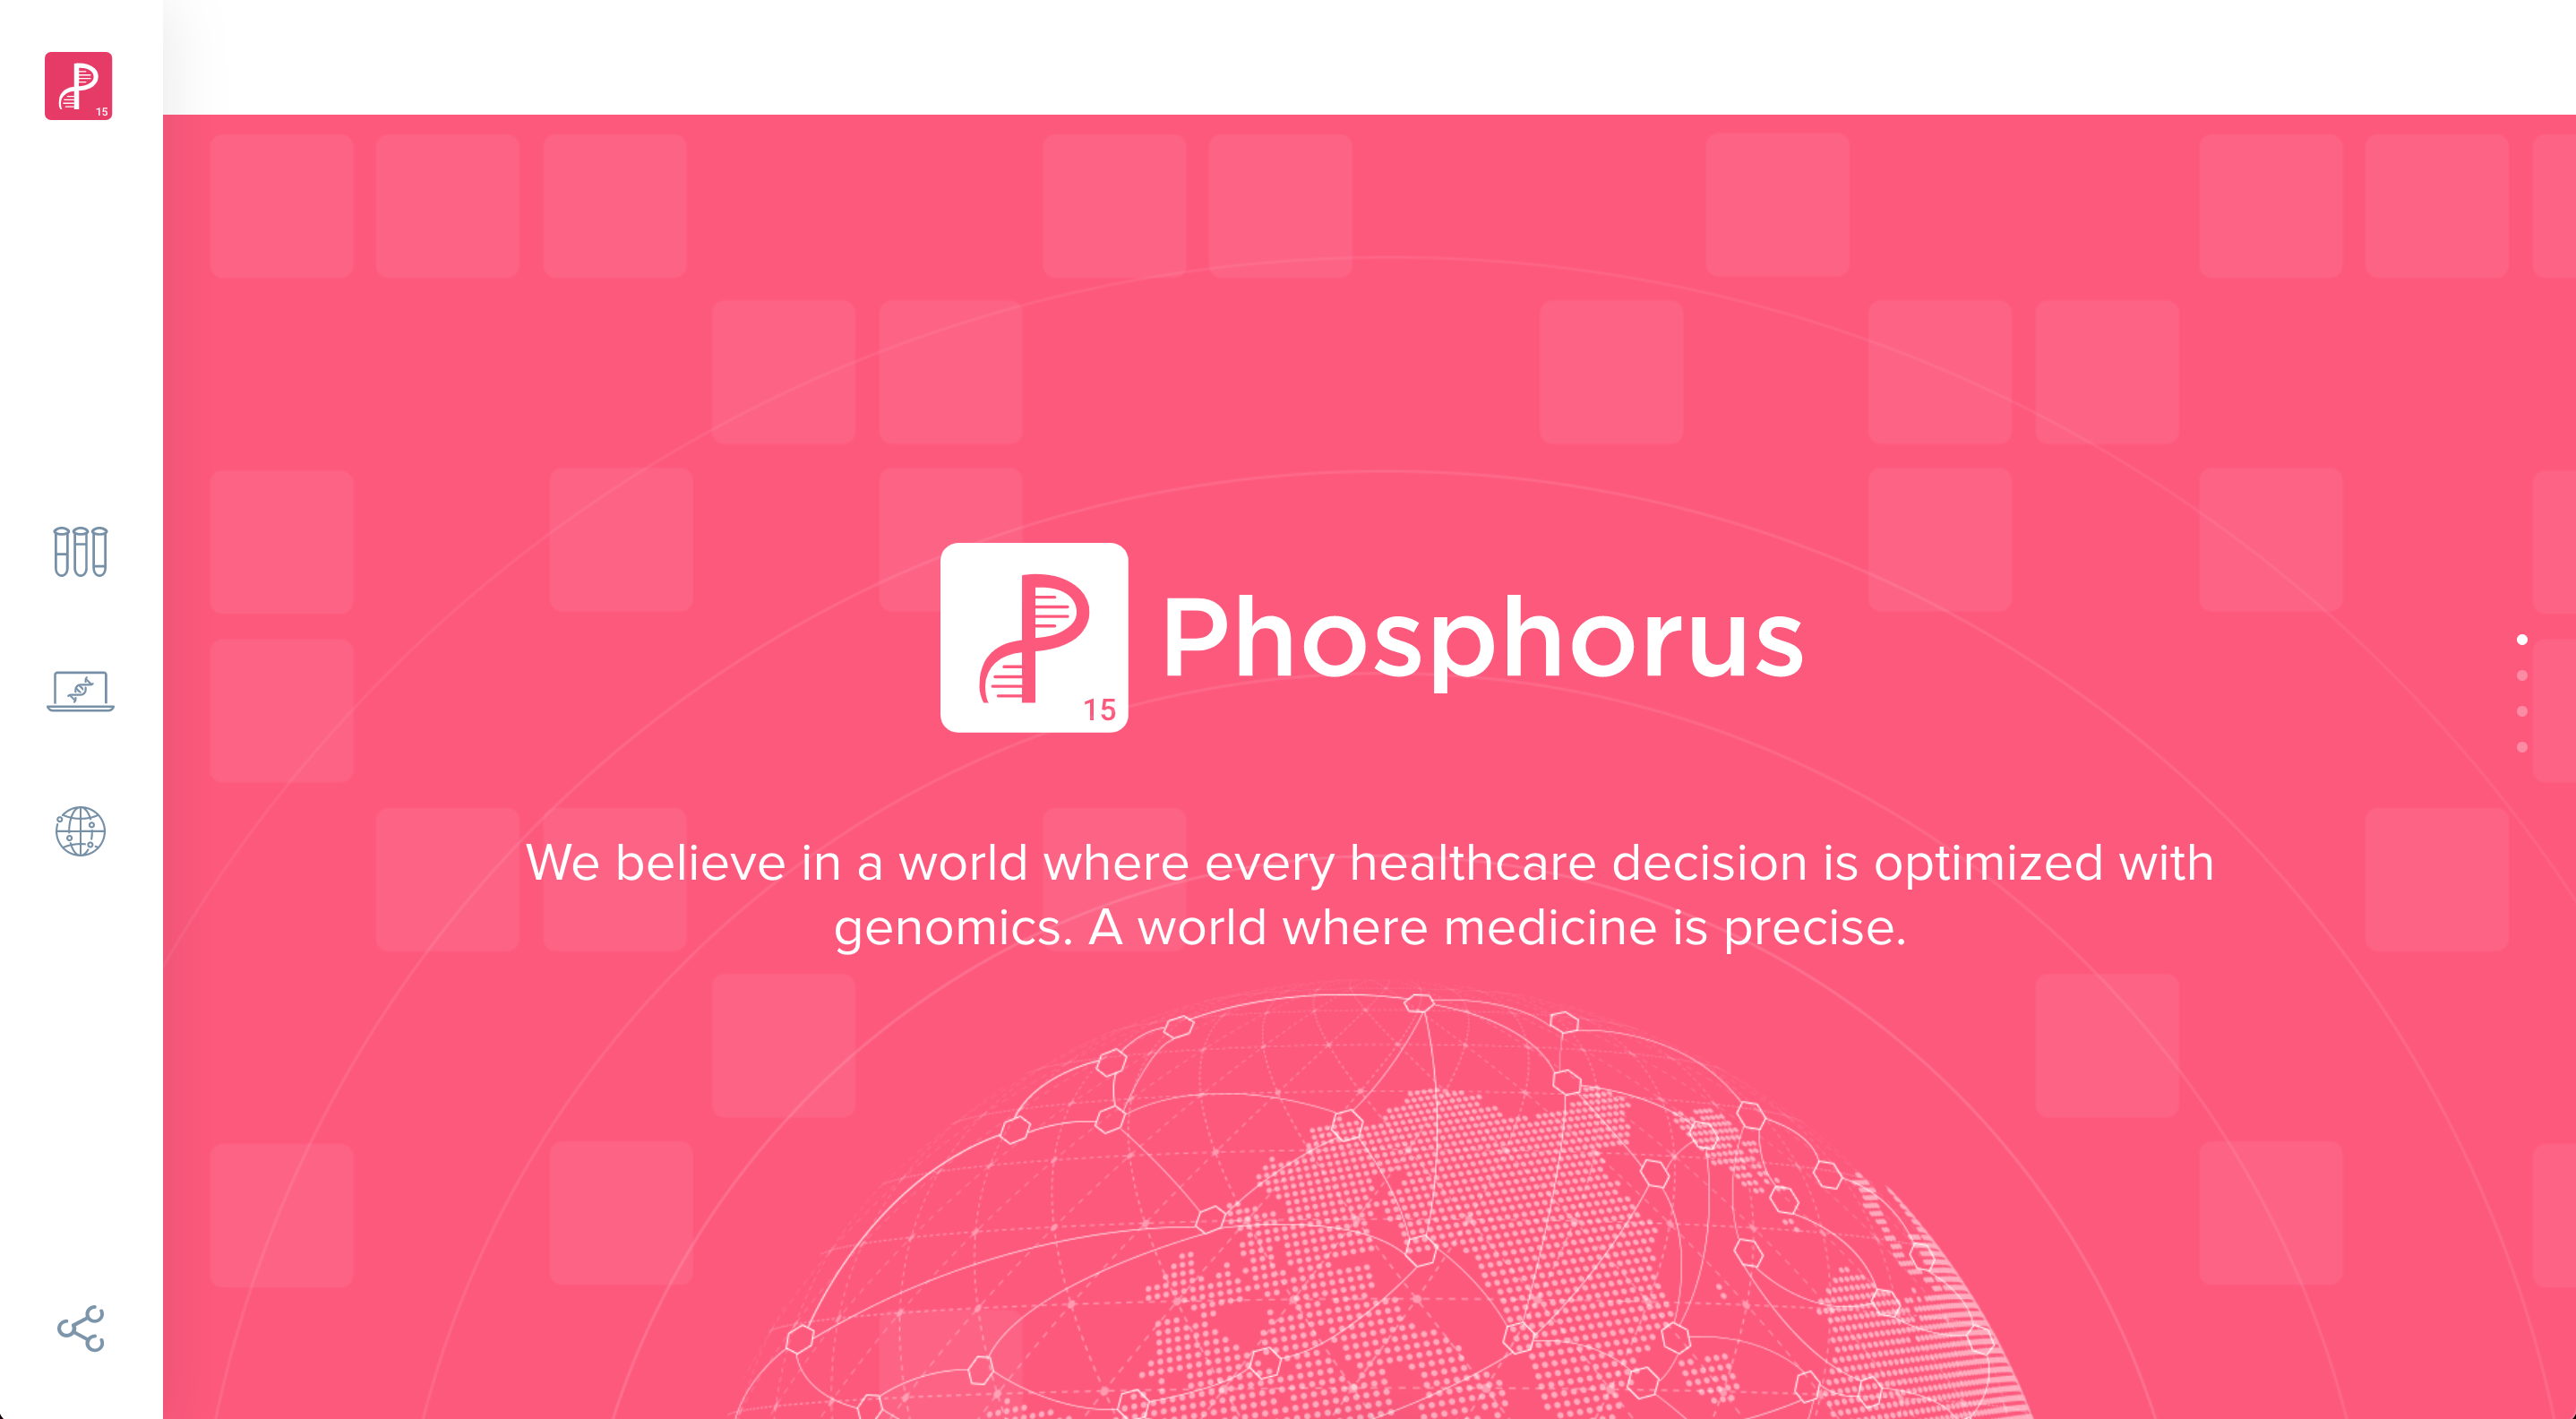 15
Phosphorus
15
We believe in a world where every healthcare decision is optimized with
genomics. A world where medicine is precise.